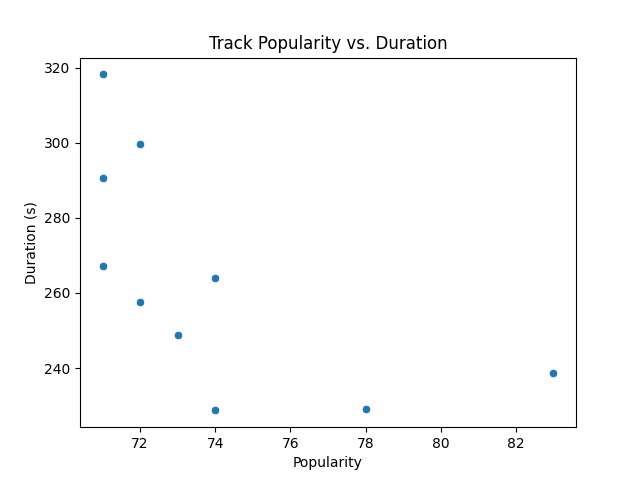 Track Popularity vs. Duration
320
300
280
260
240
Duration (s)
72 74 76 78 80 82
Popularity